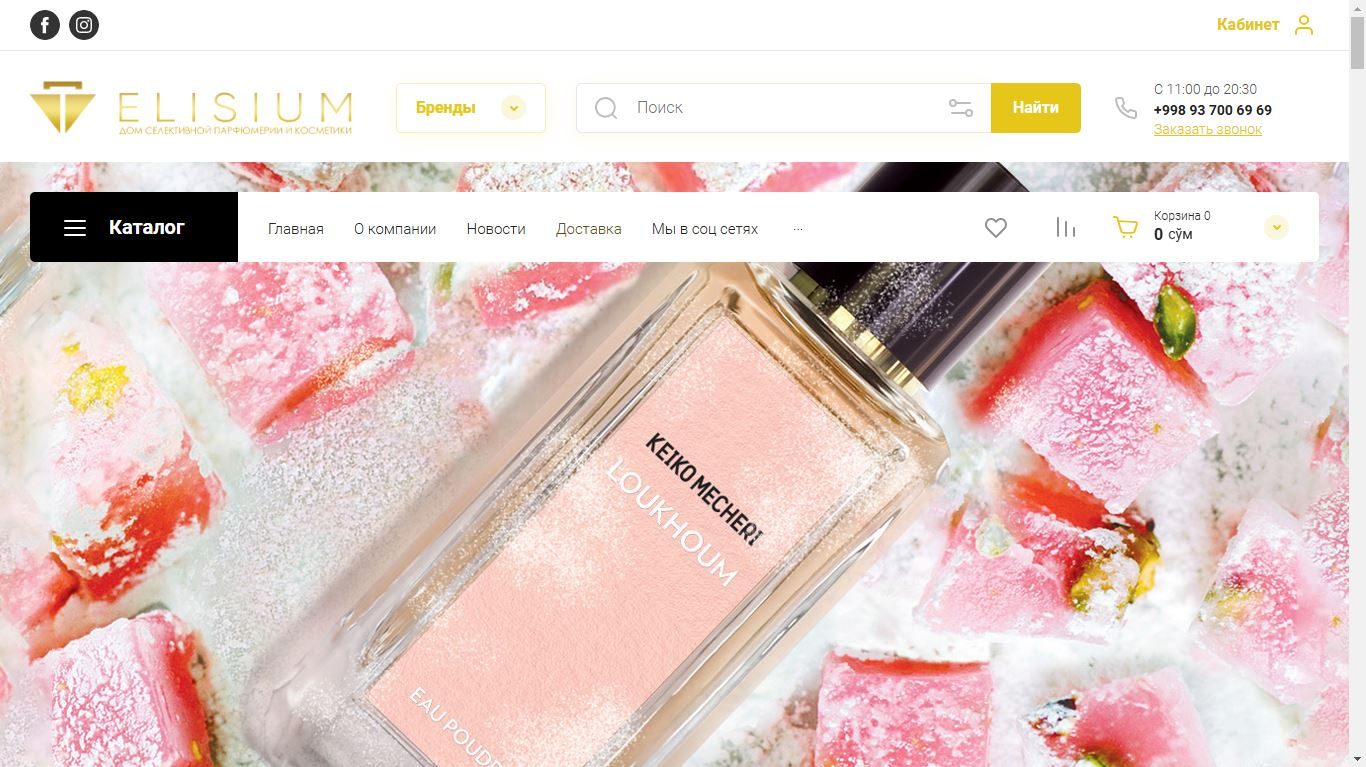 Кабинет
ELISIUM
ДОМ СЕЛЕКТИВНОЙ ПАРФЮМЕРИИ И КОСМЕТИКИ
Бренды
Поиск
Найти
С 11:00 до 20:30
+998 93 700 69 69
Заказать звонок
Каталог
Главная
О компании
Новости
Доставка
Мы в соц сетях
...
Корзина 0
0 сўм
KEIKO MECHERI
LOUKHOUM
EAU POUDR